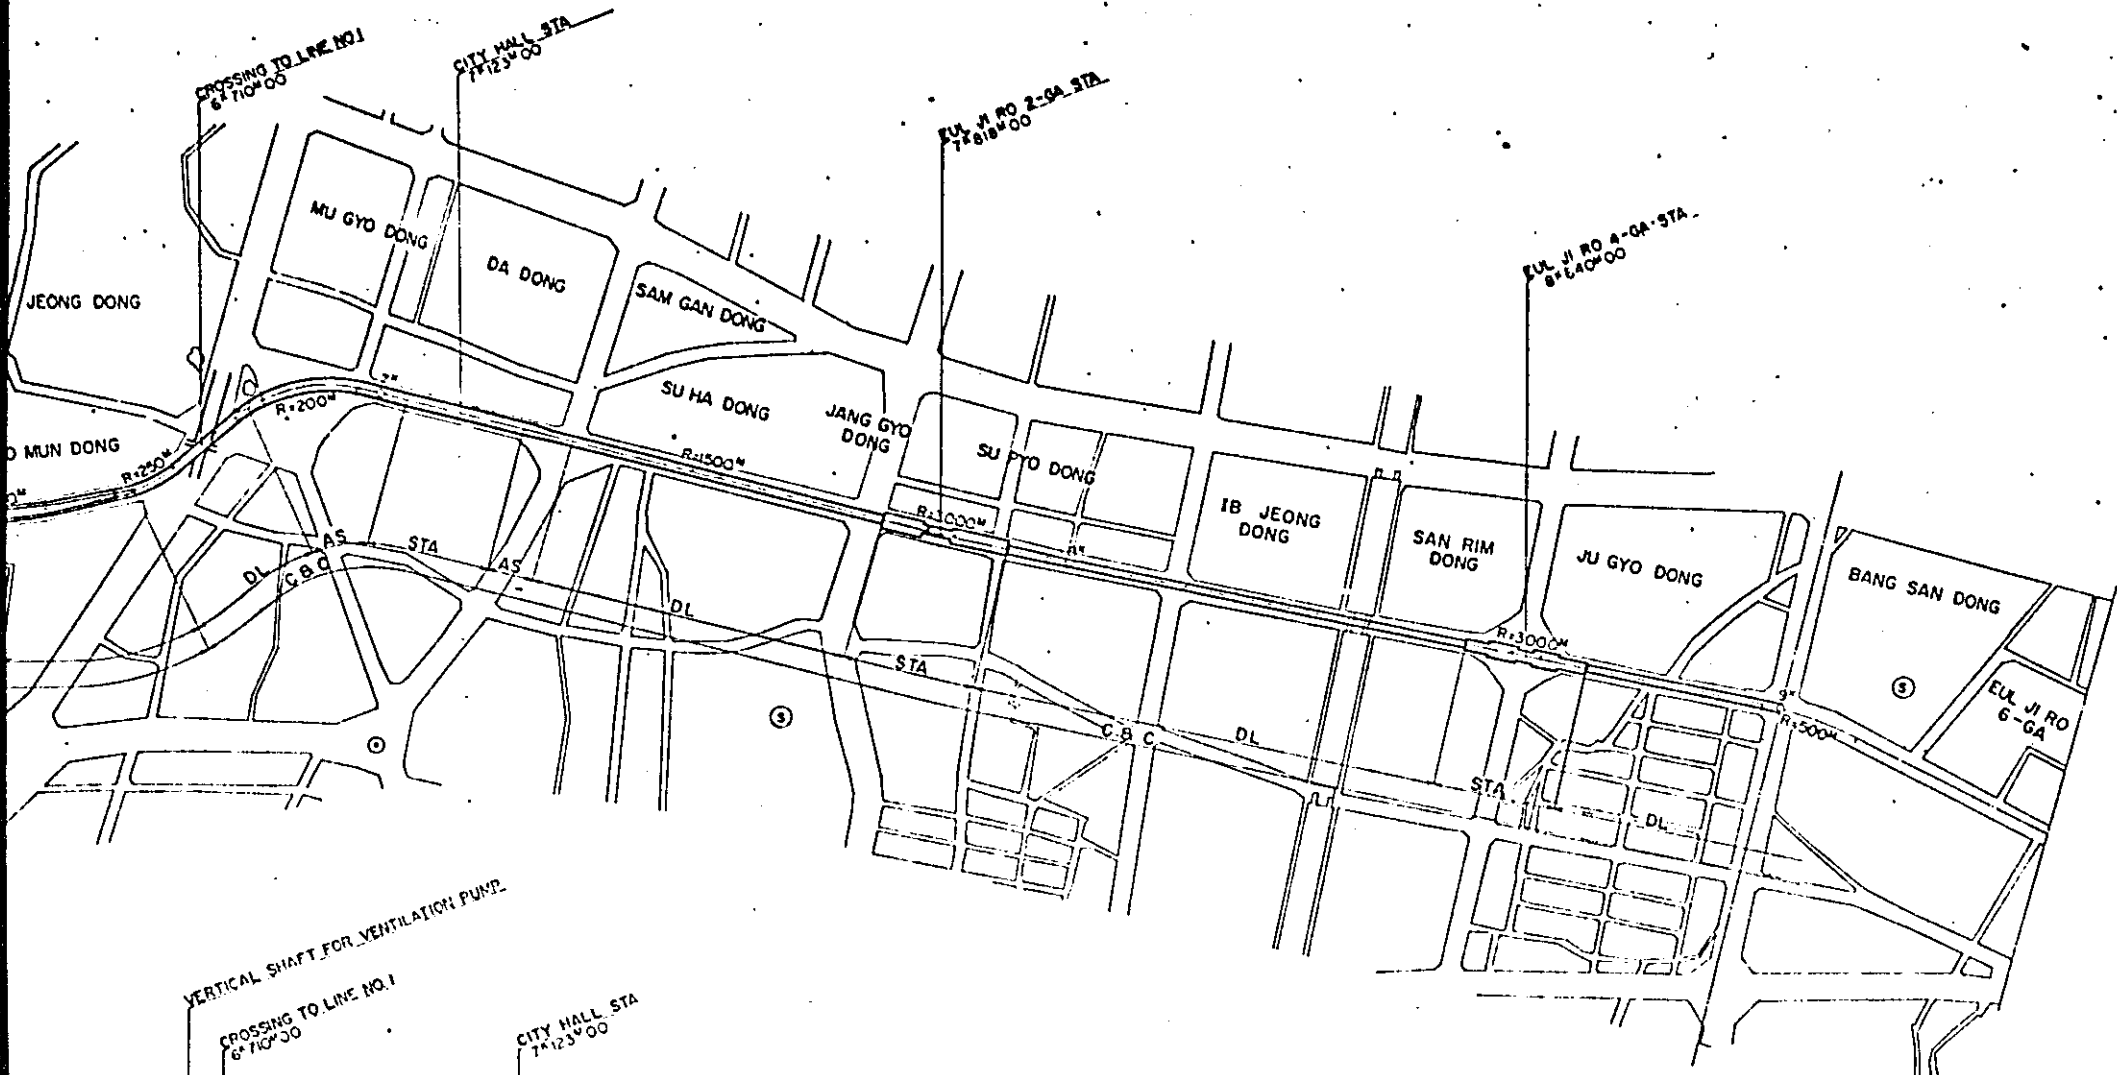 CROSSING TO LINE NO.1
6ᴷ710ᴹ00
CITY HALL STA
7ᴷ123ᴹ00
EUL JI RO 2-GA STA
7ᴷ818ᴹ00
EUL JI RO 4-GA STA
MU GYO DONG
DA DONG
JEONG DONG
SAM GAN DONG
SU HA DONG
JANG GYO
DONG
SU PYO DONG
IB JEONG
DONG
SAN RIM
DONG
JU GYO DONG
BANG SAN DONG
EUL JI RO
6-GA
MUN DONG
R=250ᴹ
R=200ᴹ
7ᴷ
R=1500ᴹ
R=3000ᴹ
8ᴷ
R=3000ᴹ
9ᴷ
R=500ᴹ
AS
STA
AS
DL
C & C
DL
STA
C & C
DL
STA
DL
S
S
VERTICAL SHAFT FOR VENTILATION PUMP
CROSSING TO LINE NO.1
6ᴷ710ᴹ00
CITY HALL STA
7ᴷ123ᴹ00